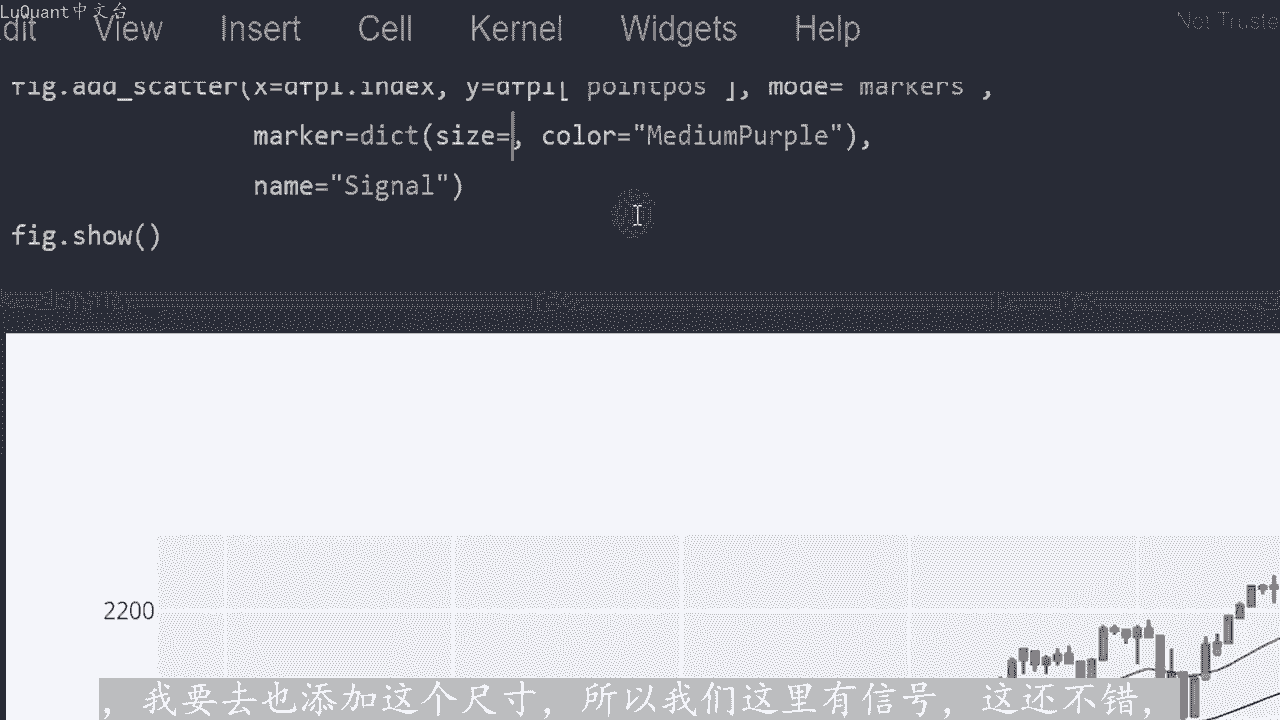 LuQuant中文台
dit View Insert Cell Kernel Widgets Help Not Truste
fig.add_scatter(x=dfpl.index, y=dfpl['pointpos'], mode="markers",
marker=dict(size=, color="MediumPurple"),
name="Signal")
fig.show()
2200
，我要去也添加这个尺寸，所以我们这里有信号，这还不错，